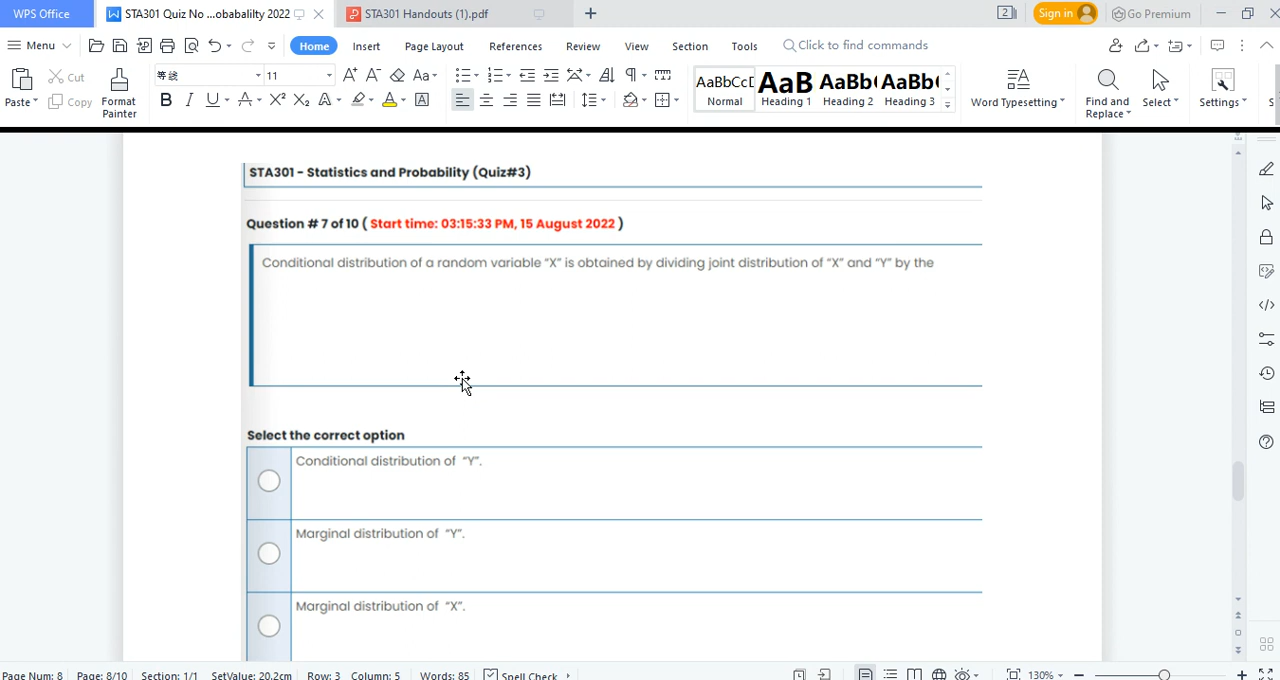 WPS Office
STA301 Quiz No ...obabalilty 2022
STA301 Handouts (1).pdf
Sign in
Go Premium
Menu
Home
Insert
Page Layout
References
Review
View
Section
Tools
Click to find commands
Paste
Cut
Copy
Format
Painter
11
AaBbCcD
Normal
AaB
Heading 1
AaBb(
Heading 2
AaBb(
Heading 3
Word Typesetting
Find and
Replace
Select
Settings
STA301 - Statistics and Probability (Quiz#3)
Question # 7 of 10 ( Start time: 03:15:33 PM, 15 August 2022 )
Conditional distribution of a random variable “X” is obtained by dividing joint distribution of “X” and “Y” by the
Select the correct option
Conditional distribution of “Y”.
Marginal distribution of “Y”.
Marginal distribution of “X”.
Page Num: 8 Page: 8/10 Section: 1/1 SetValue: 20.2cm Row: 3 Column: 5 Words: 85 Spell Check 130%